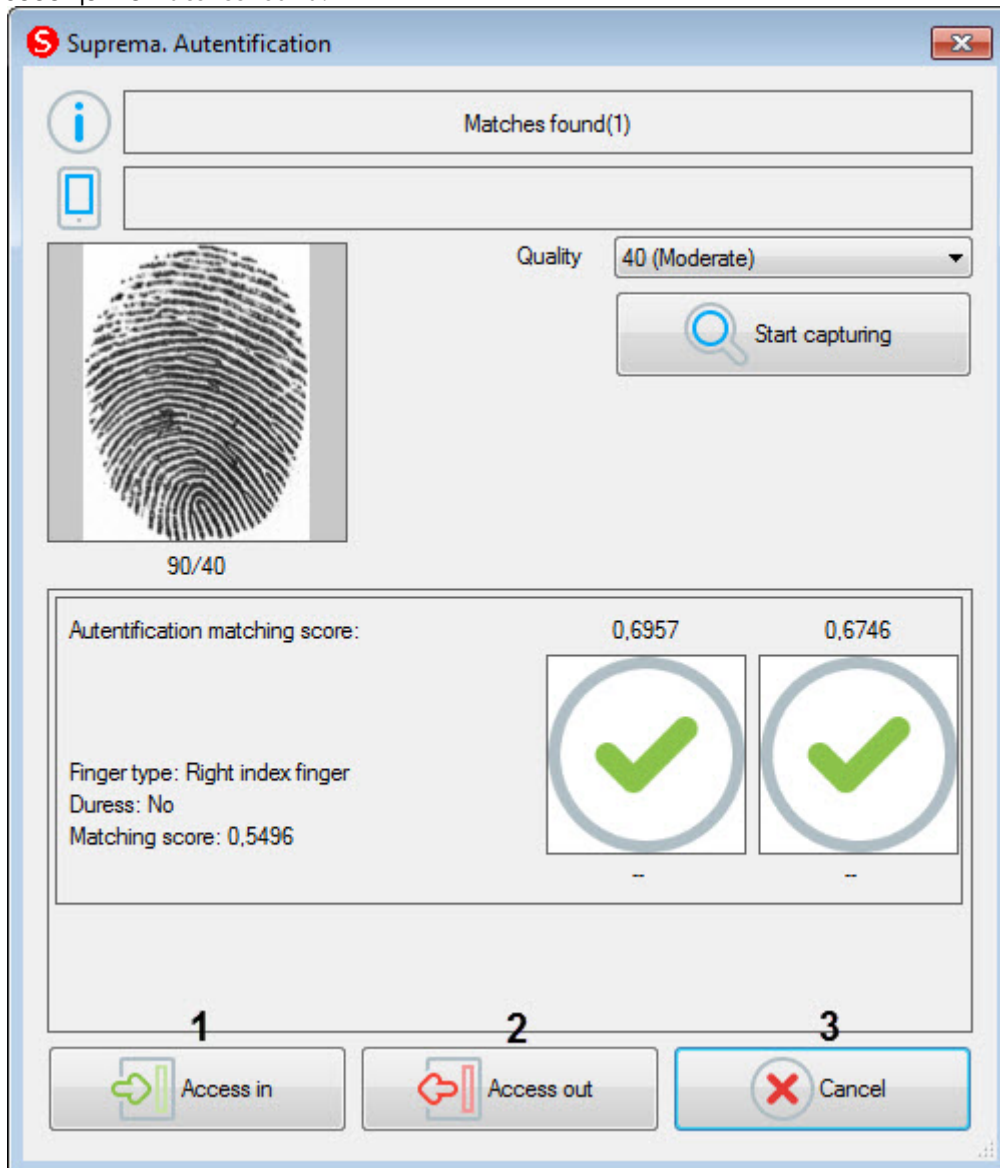 Suprema. Autentification
Matches found(1)
Quality 40 (Moderate)
Start capturing
90/40
Autentification matching score: 0,6957 0,6746
Finger type: Right index finger
Duress: No
Matching score: 0,5496
-- --
1 2 3
Access in Access out Cancel